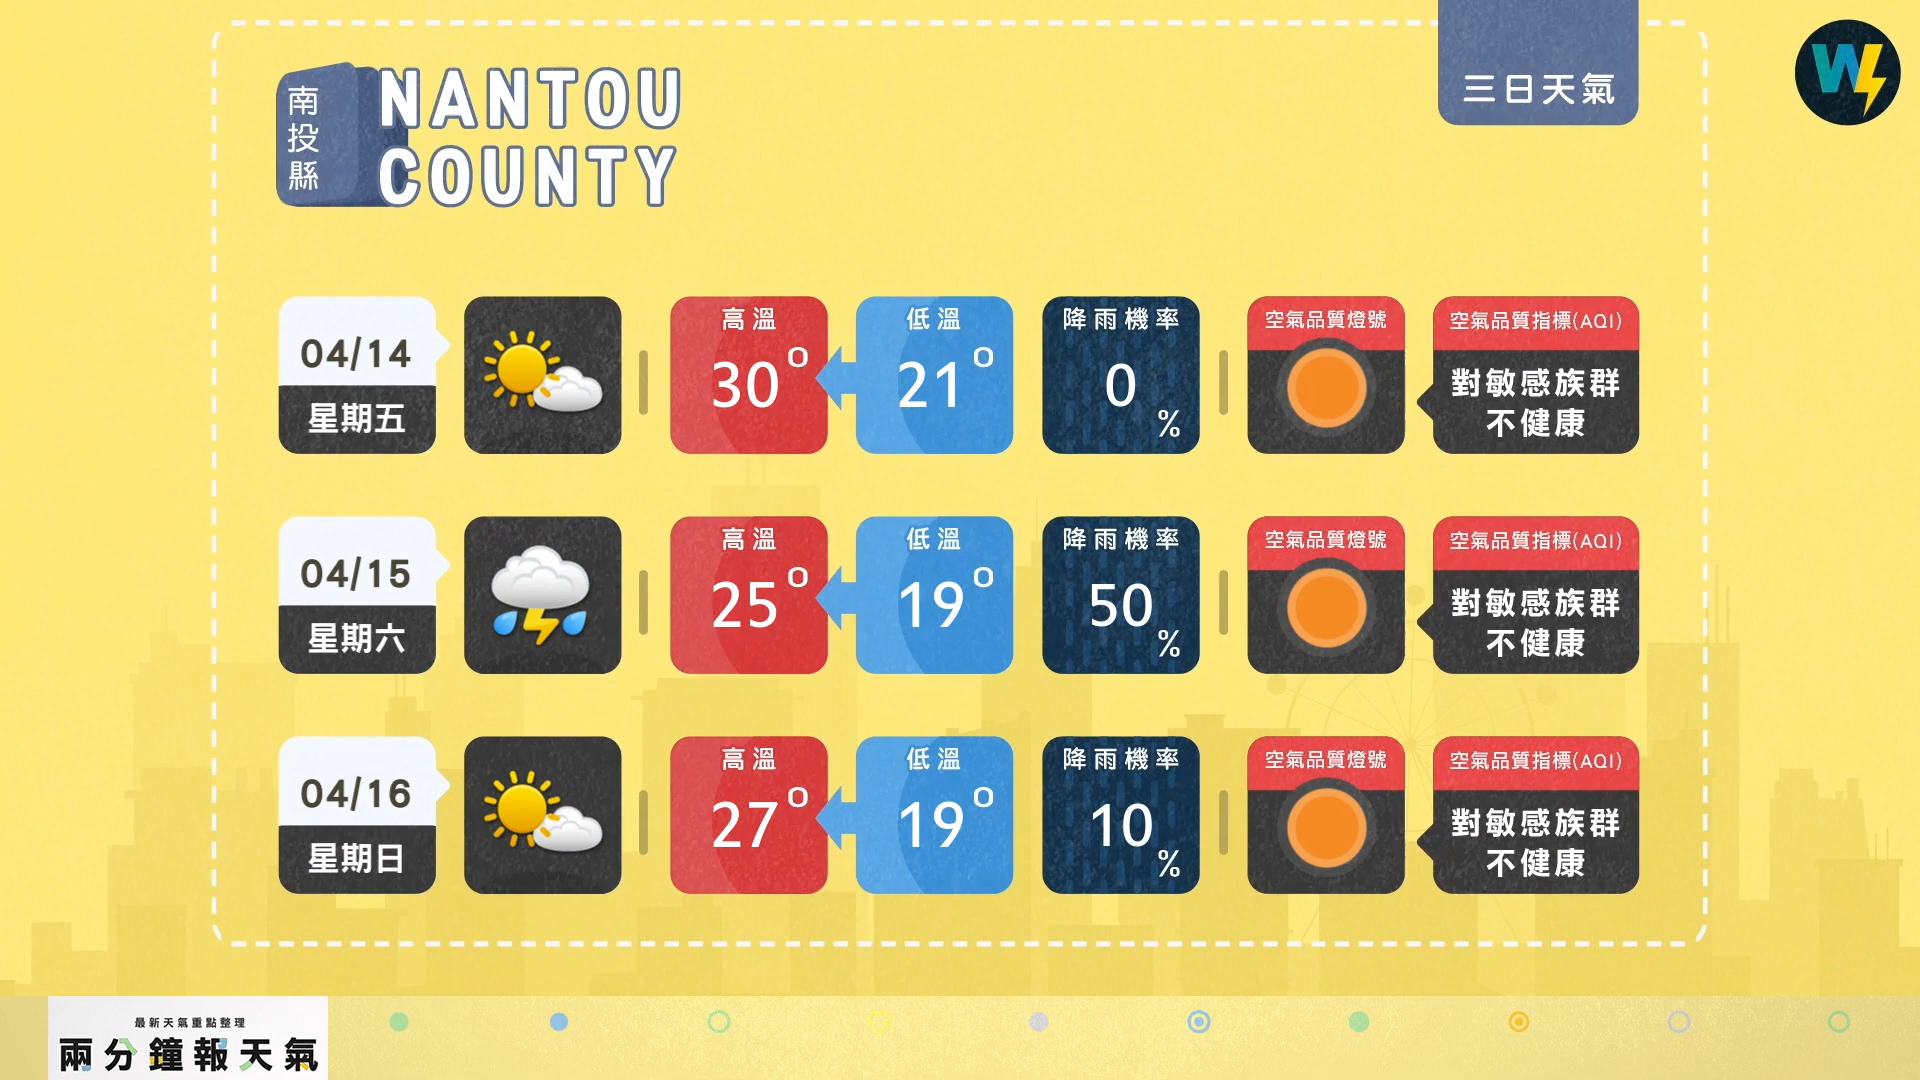 南投縣
NANTOU
COUNTY
三日天氣
W
04/14
星期五
高溫
30°
低溫
21°
降雨機率
0
%
空氣品質燈號
空氣品質指標(AQI)
對敏感族群
不健康
04/15
星期六
高溫
25°
低溫
19°
降雨機率
50
%
空氣品質燈號
空氣品質指標(AQI)
對敏感族群
不健康
04/16
星期日
高溫
27°
低溫
19°
降雨機率
10
%
空氣品質燈號
空氣品質指標(AQI)
對敏感族群
不健康
最新天氣重點整理
兩分鐘報天氣